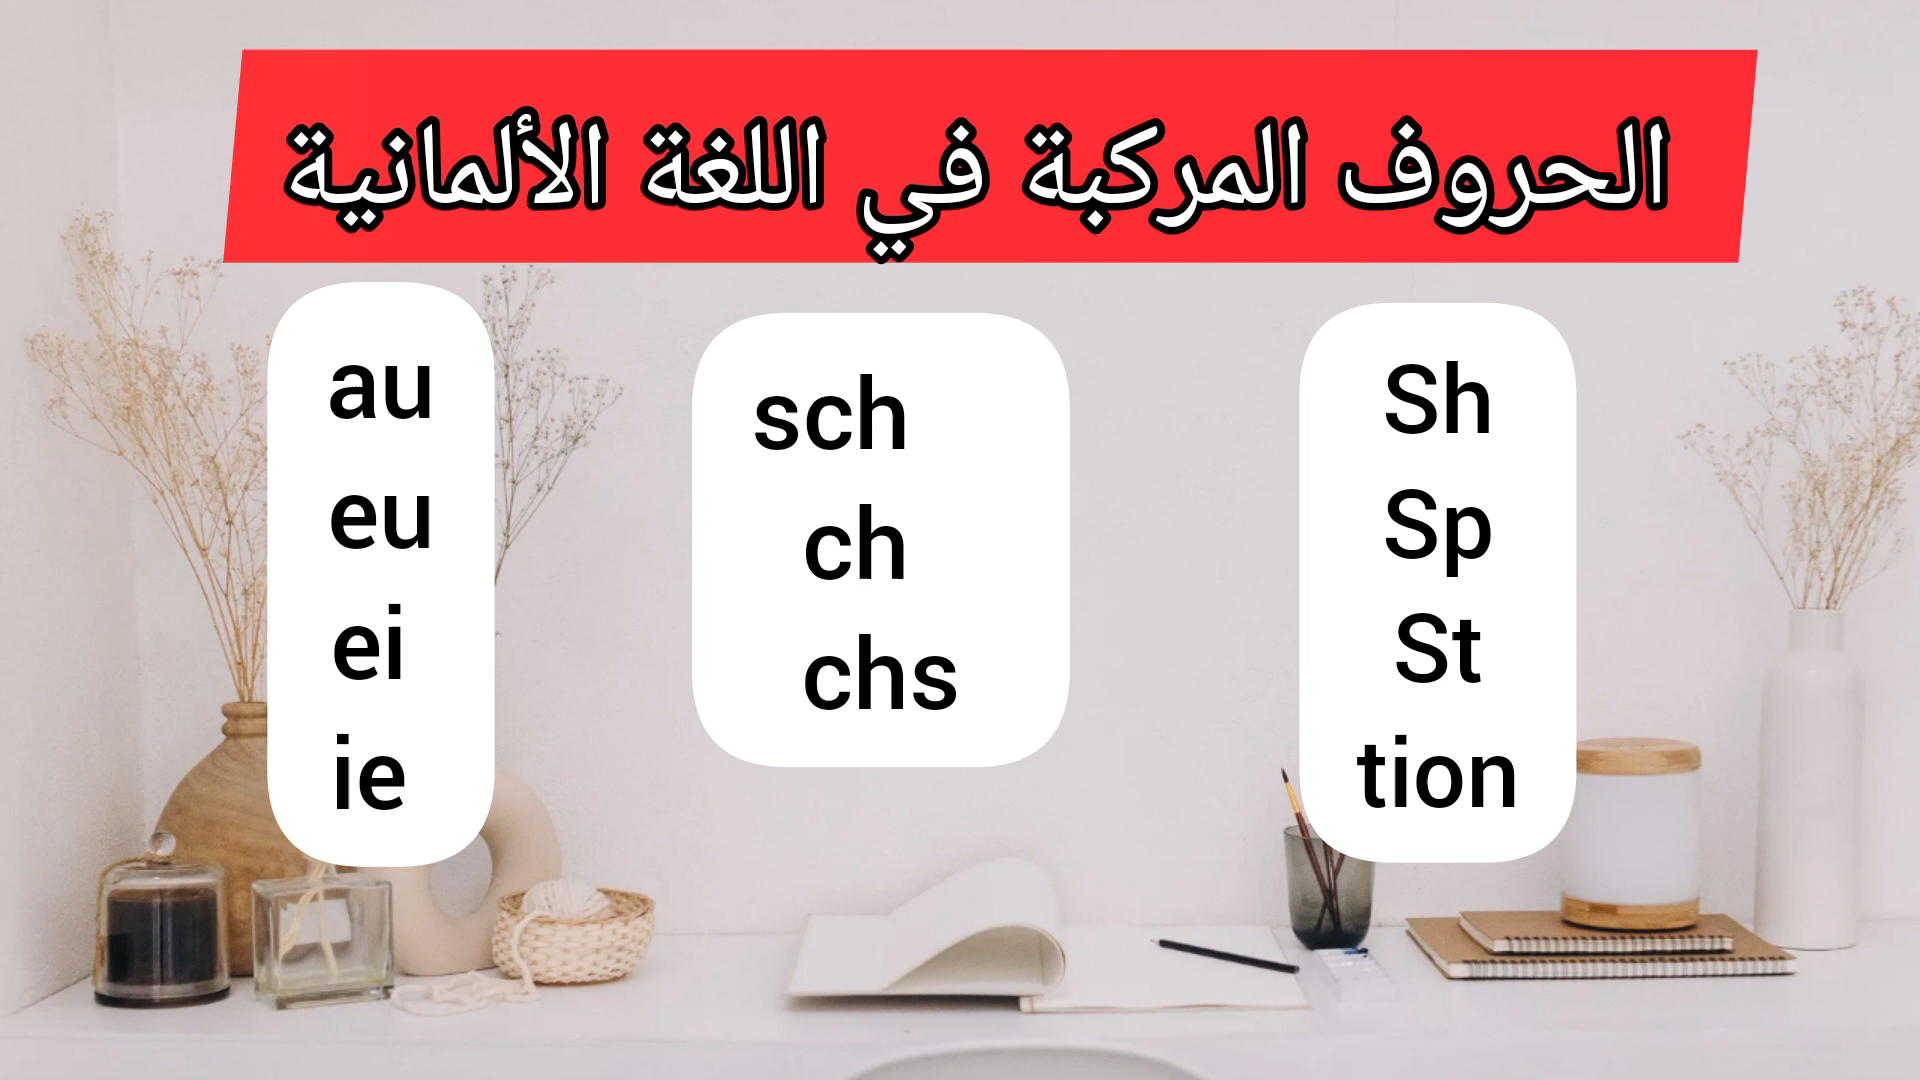 الحروف المركبة في اللغة الألمانية
au
eu
ei
ie
sch
ch
chs
Sh
Sp
St
tion